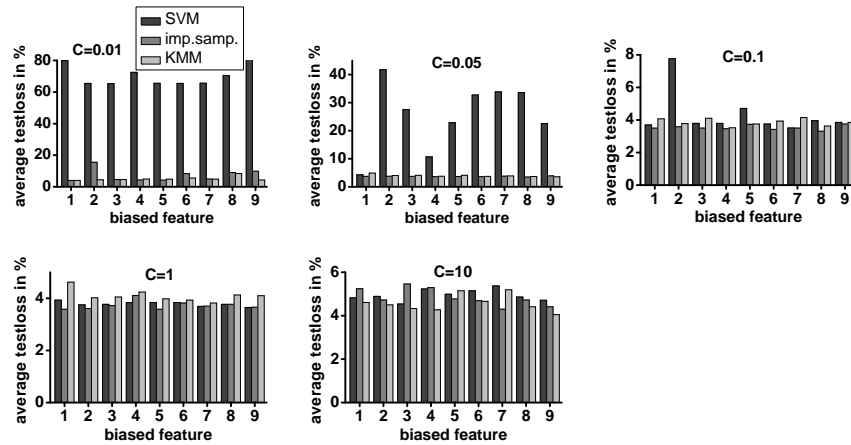 SVM
imp.samp.
KMM
C=0.01
average testloss in %
80
60
40
20
0
1 2 3 4 5 6 7 8 9
biased feature
C=0.05
average testloss in %
40
30
20
10
0
1 2 3 4 5 6 7 8 9
biased feature
C=0.1
average testloss in %
8
6
4
2
0
1 2 3 4 5 6 7 8 9
biased feature
C=1
average testloss in %
4
2
0
1 2 3 4 5 6 7 8 9
biased feature
C=10
average testloss in %
6
4
2
0
1 2 3 4 5 6 7 8 9
biased feature